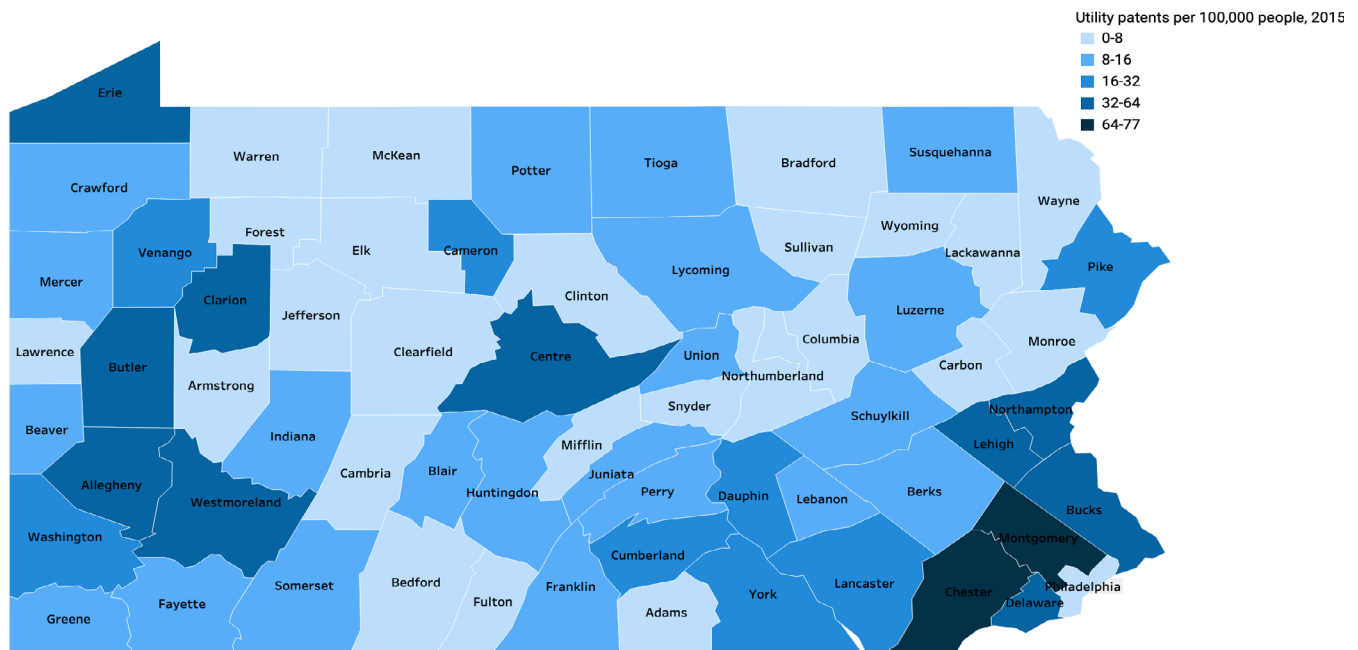 Utility patents per 100,000 people, 2015
0-8
8-16
16-32
32-64
64-77
Erie
Warren
McKean
Potter
Tioga
Bradford
Susquehanna
Wayne
Crawford
Forest
Elk
Cameron
Venango
Mercer
Clarion
Jefferson
Clinton
Lycoming
Sullivan
Wyoming
Lackawanna
Pike
Luzerne
Columbia
Monroe
Carbon
Lawrence
Butler
Armstrong
Clearfield
Centre
Union
Northumberland
Snyder
Schuylkill
Northampton
Lehigh
Beaver
Indiana
Mifflin
Juniata
Allegheny
Westmoreland
Cambria
Blair
Huntingdon
Perry
Dauphin
Lebanon
Berks
Bucks
Washington
Cumberland
Montgomery
Greene
Fayette
Somerset
Bedford
Fulton
Franklin
Adams
York
Lancaster
Chester
Delaware
Philadelphia